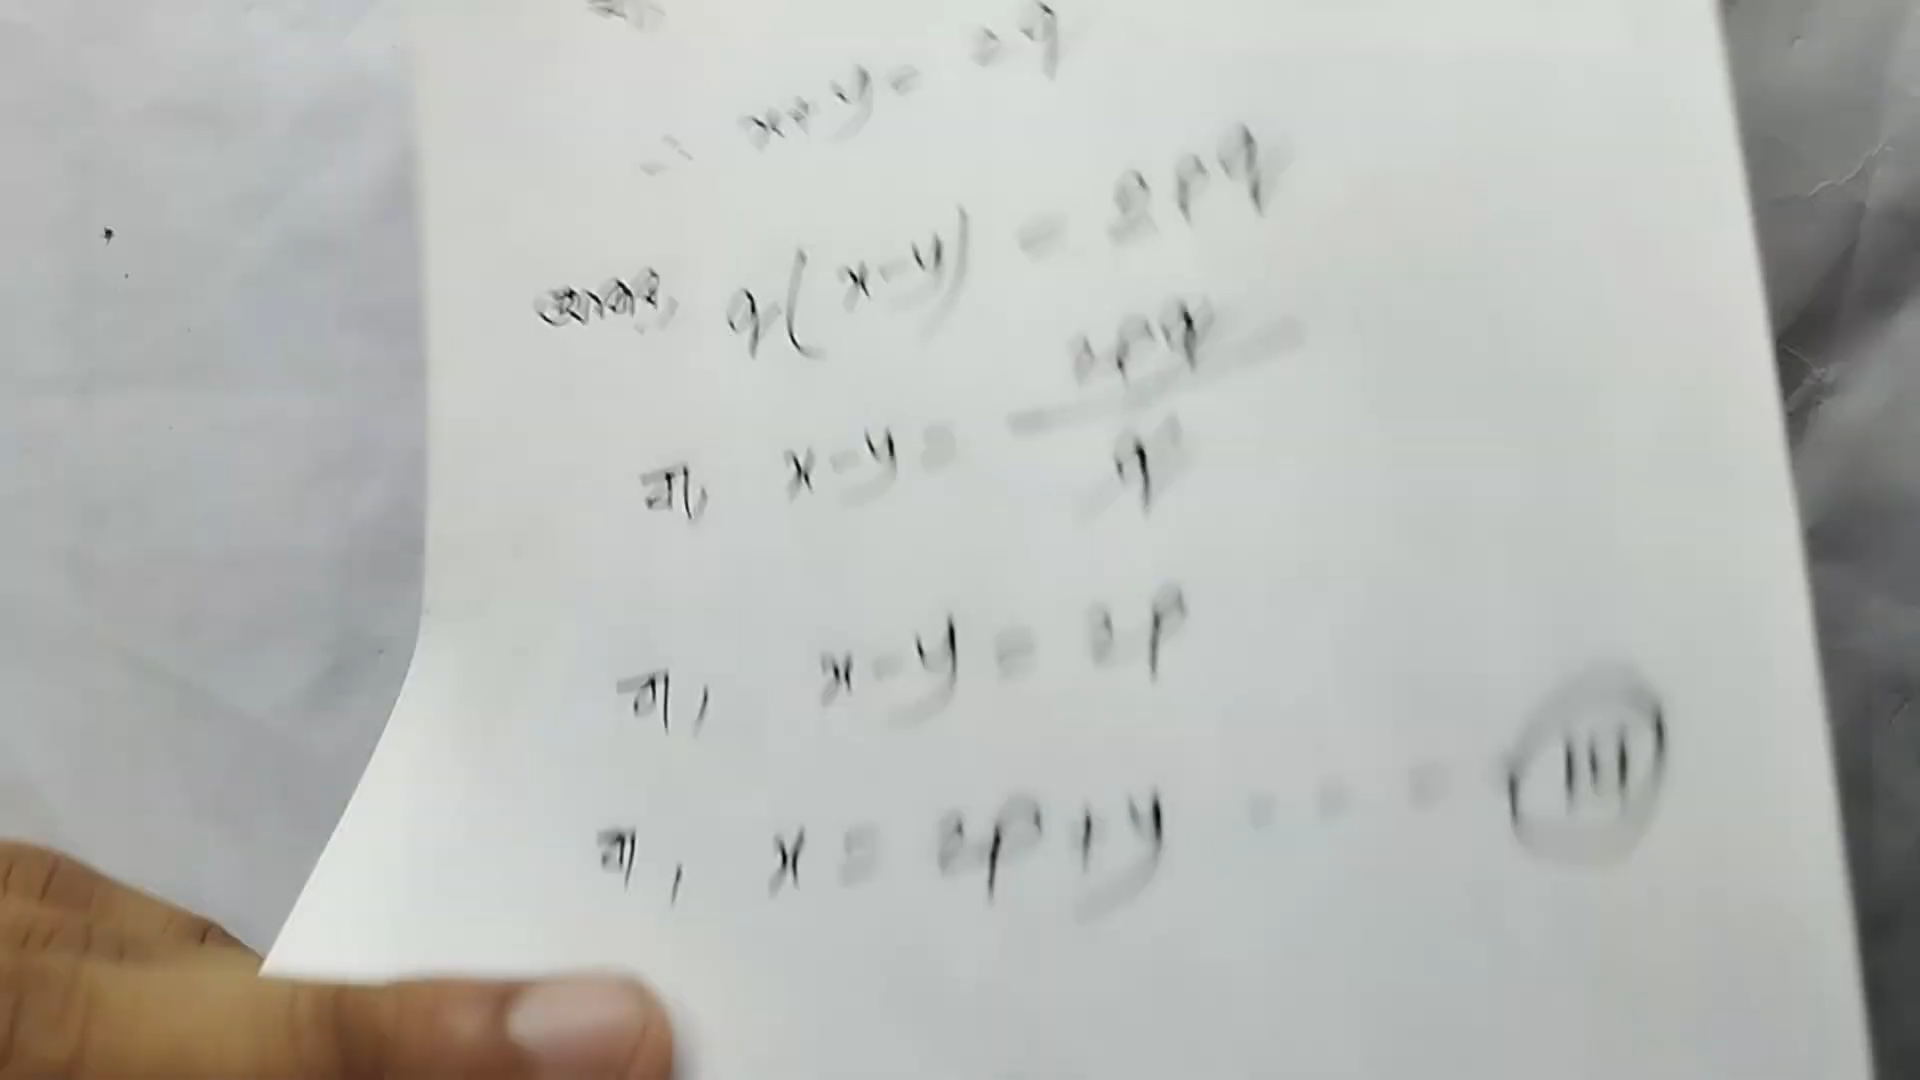 ∴ x+y = 2q
আবার, q(x-y) = 2pq
বা, x-y = 2pq/q
বা, x-y = 2p
বা, x = 2p+y ... (III)